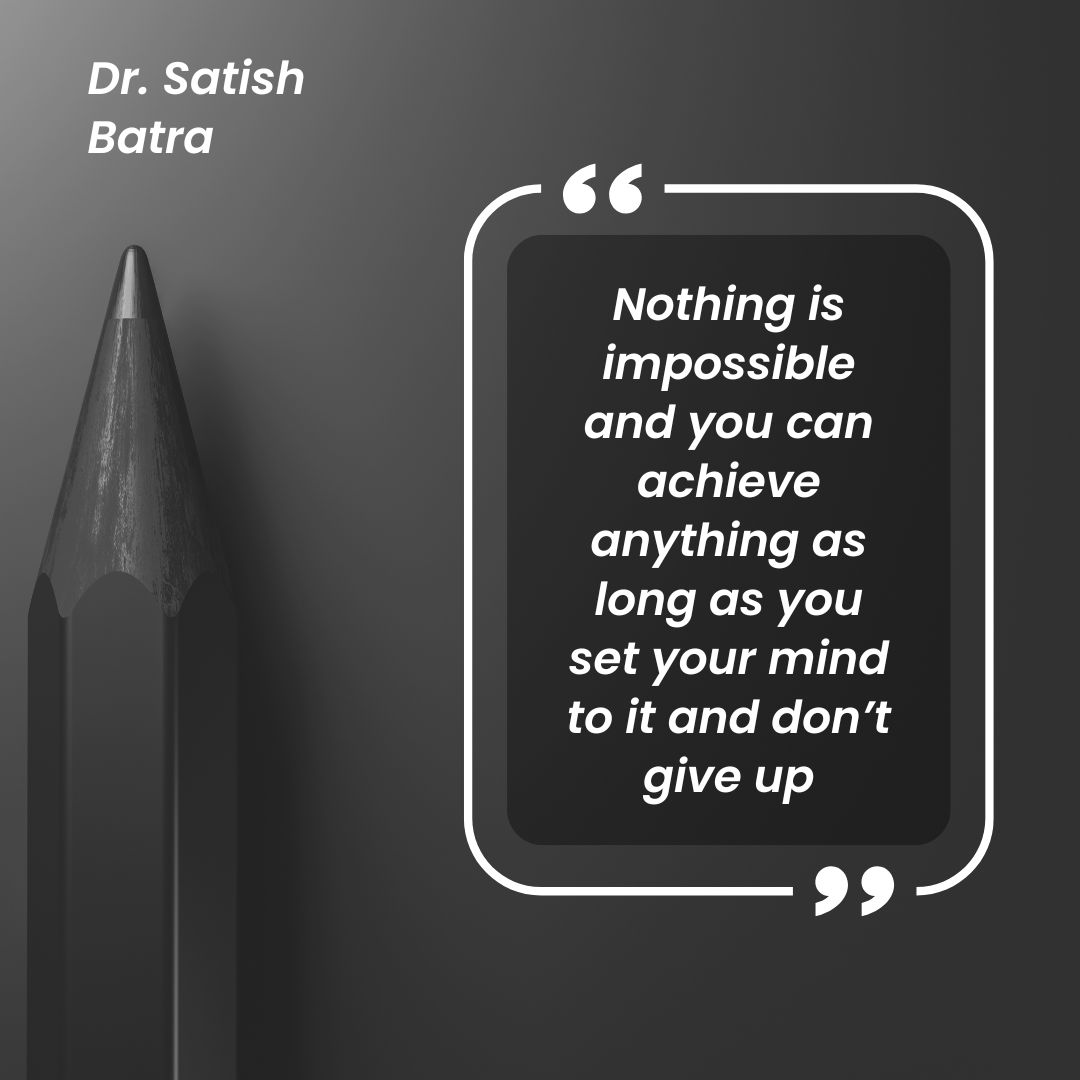 Dr. Satish
Batra
“
Nothing is
impossible
and you can
achieve
anything as
long as you
set your mind
to it and don’t
give up
”